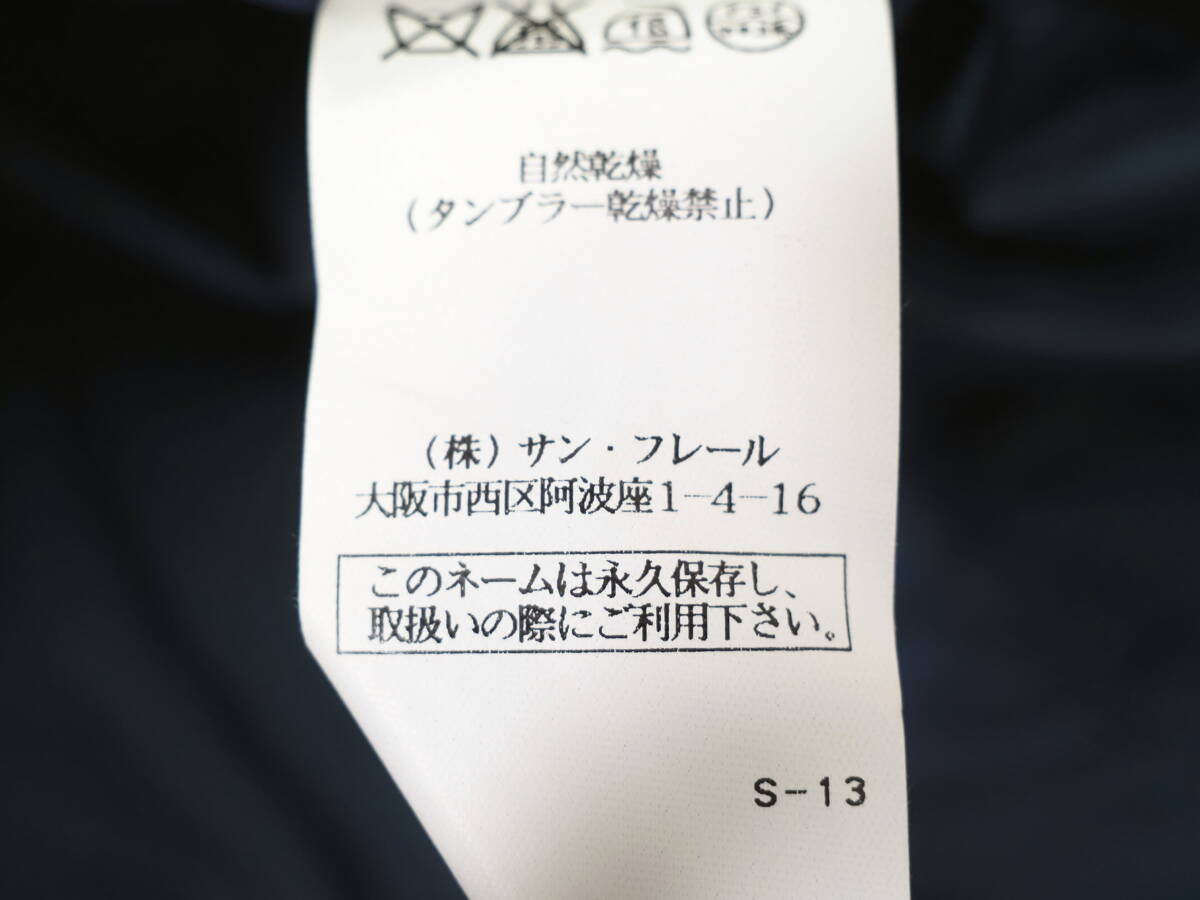 自然乾燥
(タンブラー乾燥禁止)
(株) サン・フレール
大阪市西区阿波座1-4-16
このネームは永久保存し、
取扱いの際にご利用下さい。
S-13